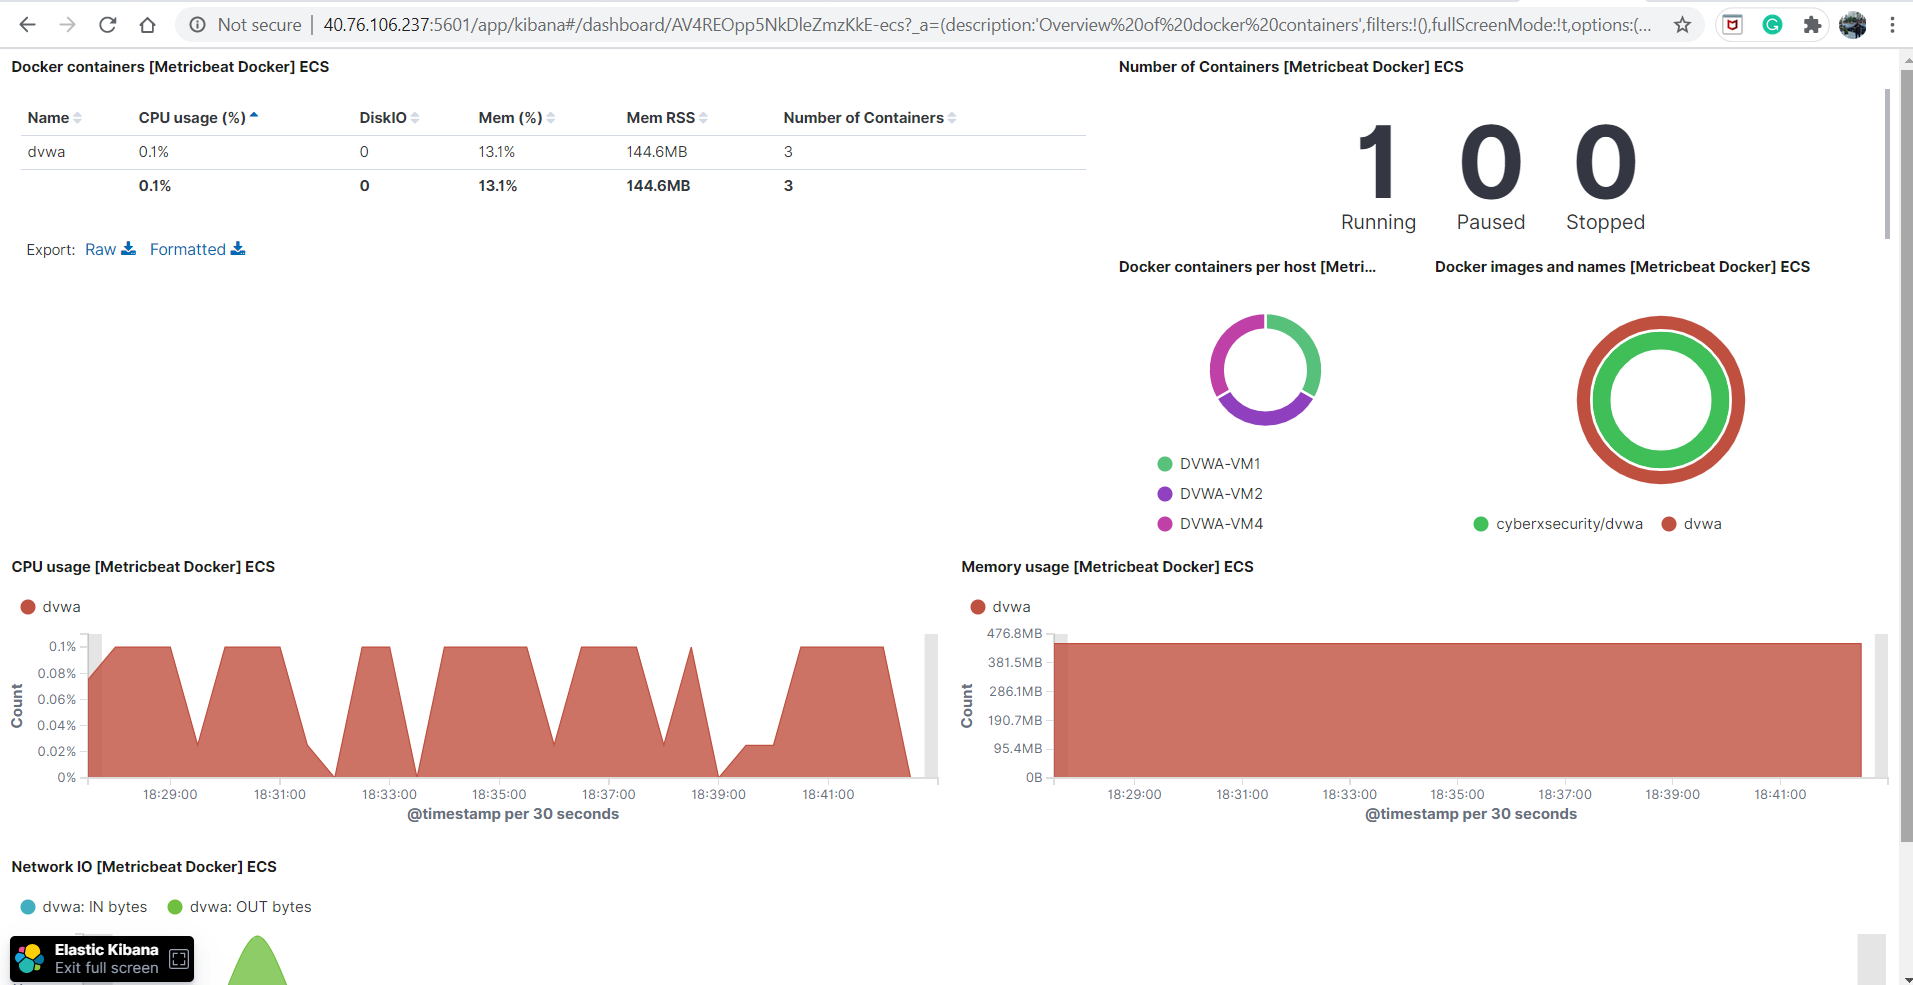 Not secure | 40.76.106.237:5601/app/kibana#/dashboard/AV4REOpp5NkDleZmzKkE-ecs?_a=(description:'Overview%20of%20docker%20containers',filters:!(),fullScreenMode:!t,options:(...
Docker containers [Metricbeat Docker] ECS
Name CPU usage (%) DiskIO Mem (%) Mem RSS Number of Containers
dvwa 0.1% 0 13.1% 144.6MB 3
0.1% 0 13.1% 144.6MB 3
Export: Raw Formatted
Number of Containers [Metricbeat Docker] ECS
1 0 0
Running Paused Stopped
Docker containers per host [Metri...
DVWA-VM1
DVWA-VM2
DVWA-VM4
Docker images and names [Metricbeat Docker] ECS
cyberxsecurity/dvwa dvwa
CPU usage [Metricbeat Docker] ECS
dvwa
0.1%
0.08%
0.06%
0.04%
0.02%
0%
Count
18:29:00 18:31:00 18:33:00 18:35:00 18:37:00 18:39:00 18:41:00
@timestamp per 30 seconds
Memory usage [Metricbeat Docker] ECS
dvwa
476.8MB
381.5MB
286.1MB
190.7MB
95.4MB
0B
Count
18:29:00 18:31:00 18:33:00 18:35:00 18:37:00 18:39:00 18:41:00
@timestamp per 30 seconds
Network IO [Metricbeat Docker] ECS
dvwa: IN bytes dvwa: OUT bytes
Elastic Kibana
Exit full screen